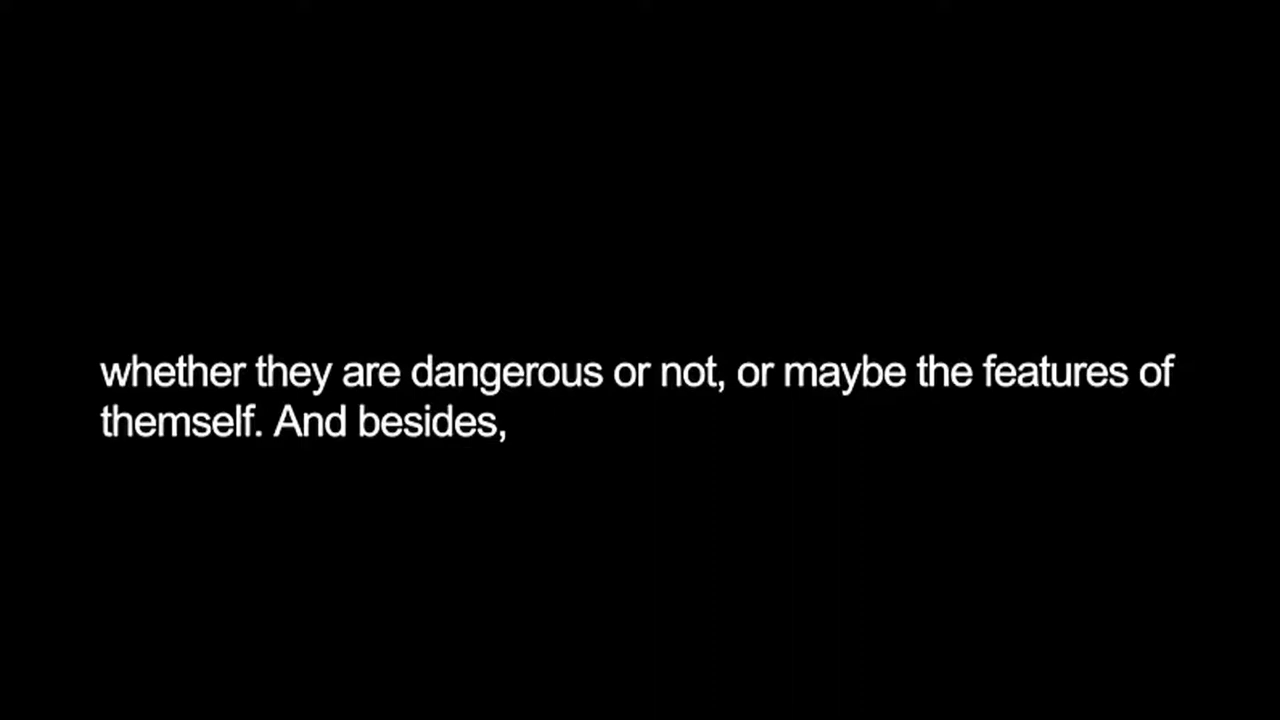 whether they are dangerous or not, or maybe the features of
themself. And besides,